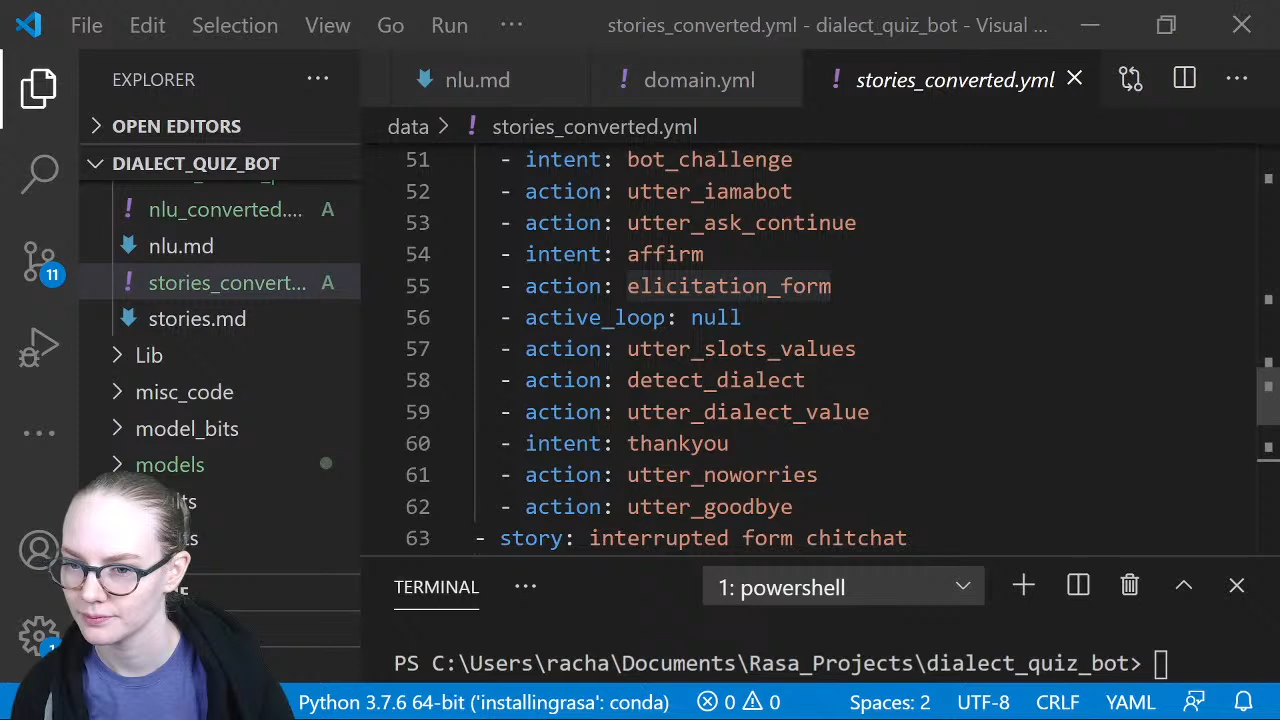 File Edit Selection View Go Run ··· stories_converted.yml - dialect_quiz_bot - Visual ...
EXPLORER ···
nlu.md ! domain.yml ! stories_converted.yml ···
OPEN EDITORS
data > ! stories_converted.yml
DIALECT_QUIZ_BOT
! nlu_converted.... A
nlu.md
! stories_convert... A
stories.md
Lib
misc_code
model_bits
models
51 - intent: bot_challenge
52 - action: utter_iamabot
53 - action: utter_ask_continue
54 - intent: affirm
55 - action: elicitation_form
56 - active_loop: null
57 - action: utter_slots_values
58 - action: detect_dialect
59 - action: utter_dialect_value
60 - intent: thankyou
61 - action: utter_noworries
62 - action: utter_goodbye
63 - story: interrupted form chitchat
11
TERMINAL ··· 1: powershell
PS C:\Users\racha\Documents\Rasa_Projects\dialect_quiz_bot>
Python 3.7.6 64-bit ('installingrasa': conda) 0 0 Spaces: 2 UTF-8 CRLF YAML